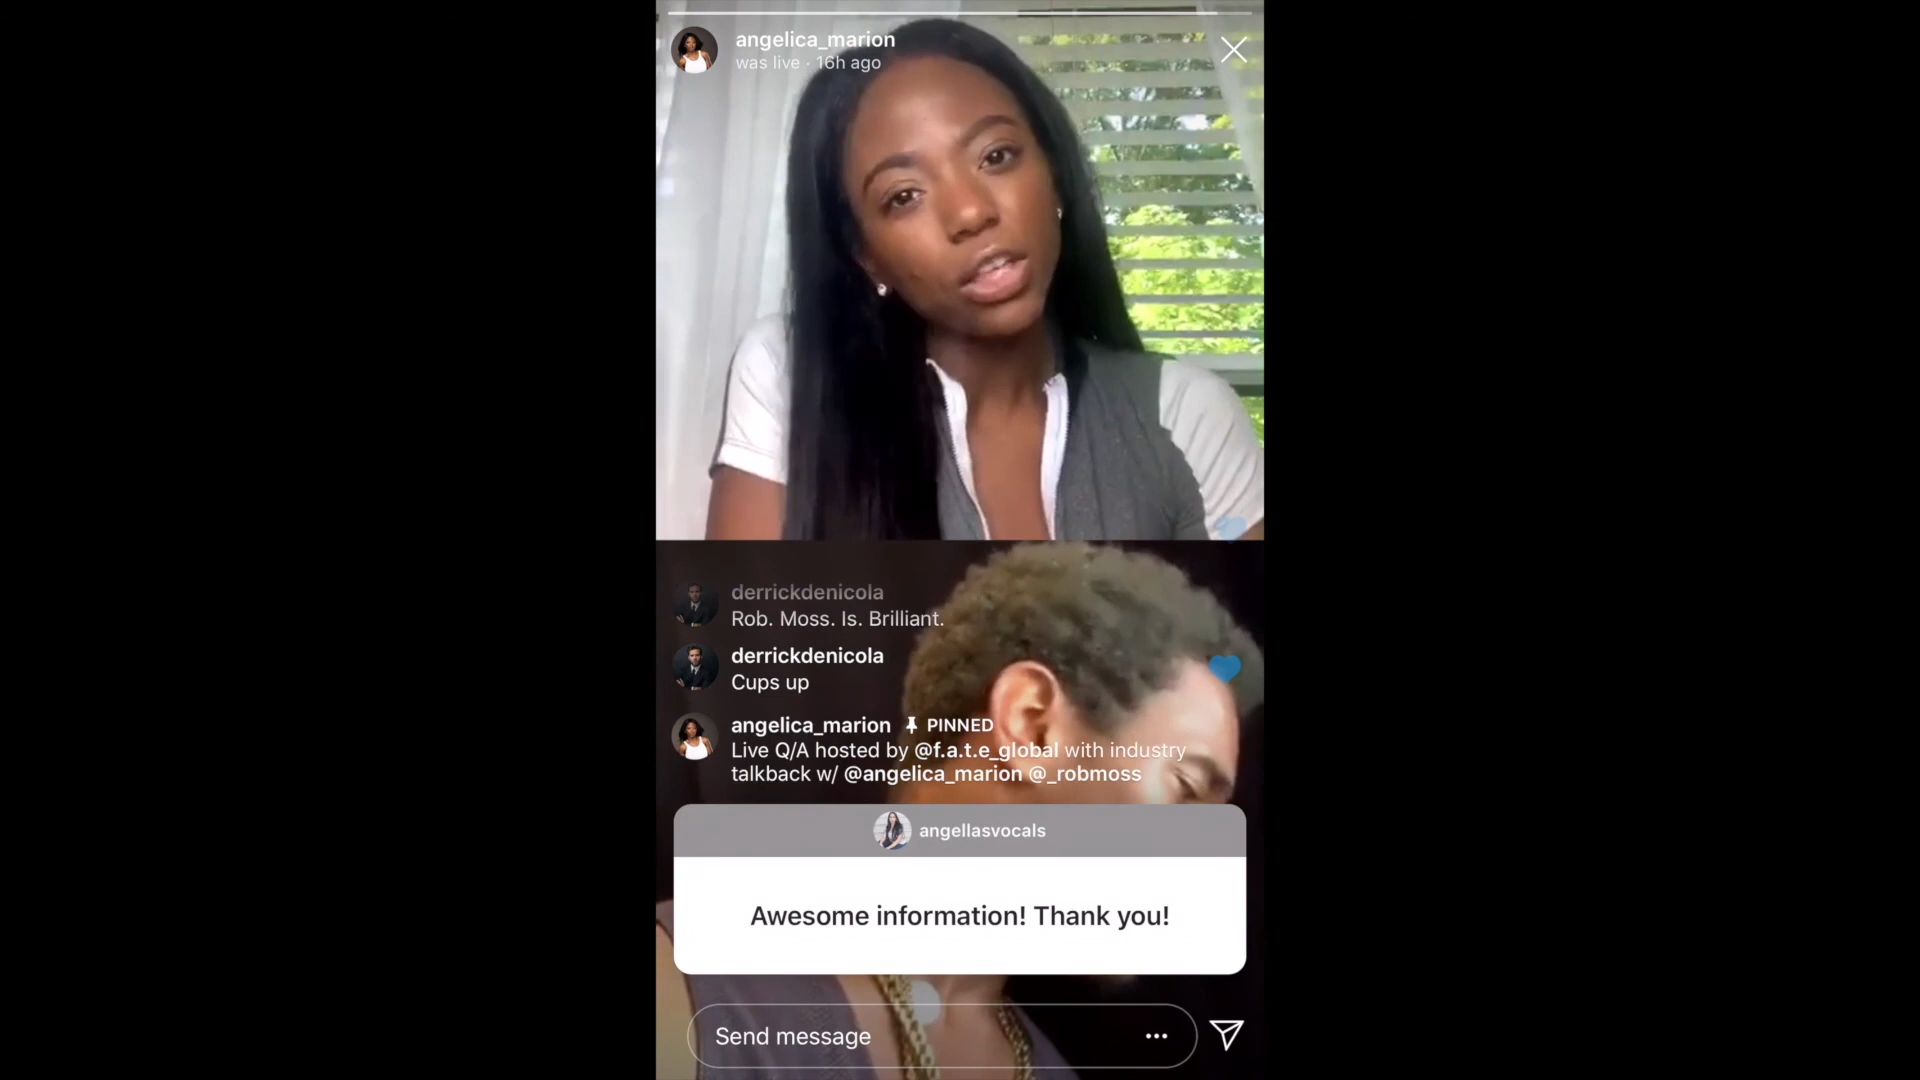 angelica_marion
was live · 16h ago
derrickdenicola
Rob. Moss. Is. Brilliant.
derrickdenicola
Cups up
angelica_marion PINNED
Live Q/A hosted by @f.a.t.e_global with industry
talkback w/ @angelica_marion @_robmoss
angellasvocals
Awesome information! Thank you!
Send message